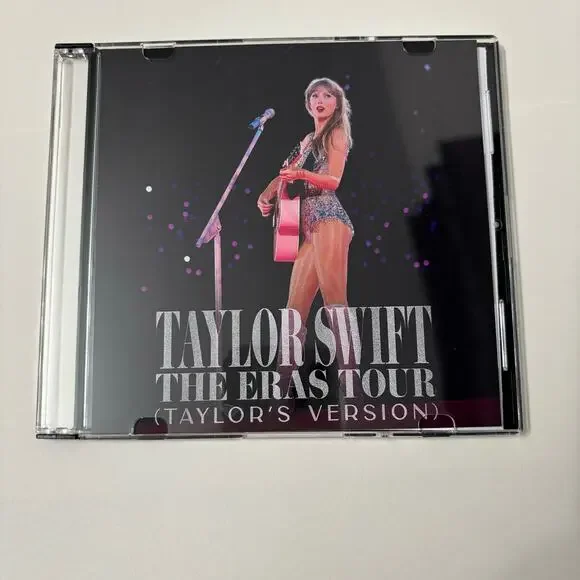 TAYLOR SWIFT
THE ERAS TOUR
(TAYLOR'S VERSION)